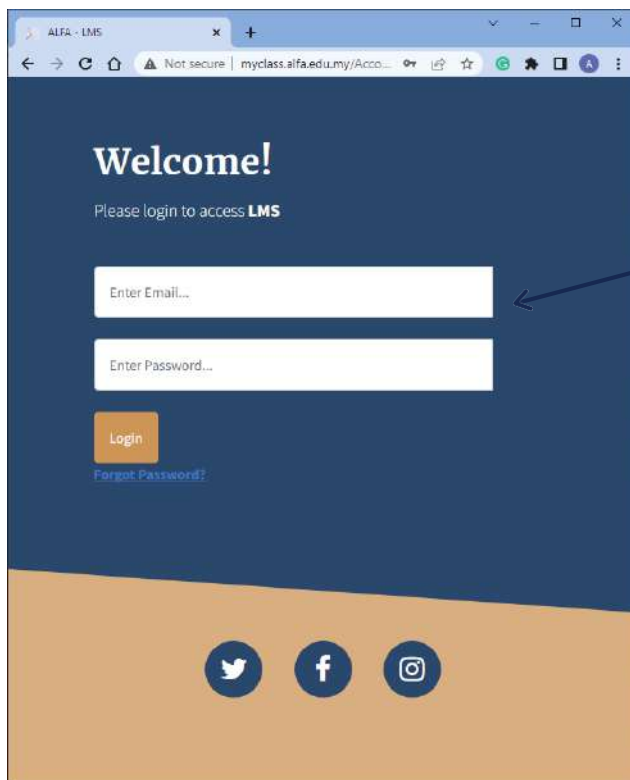 ALFA - LMS
Not secure | myclass.alfa.edu.my/Acco...
A
Welcome!
Please login to access LMS
Enter Email...
Enter Password...
Login
Forgot Password?